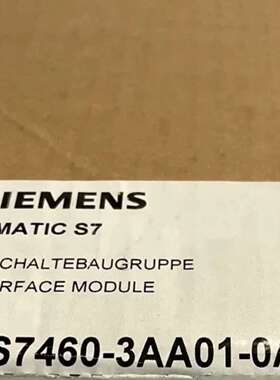 SIEMENS
MATIC S7
CHALTEBAUGRUPPE
RFACE MODULE
S7460-3AA01-0A